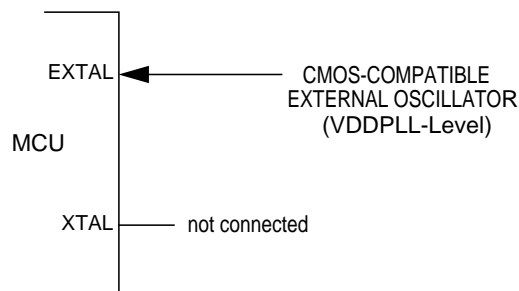 EXTAL
CMOS-COMPATIBLE
EXTERNAL OSCILLATOR
(VDDPLL-Level)
MCU
XTAL
not connected